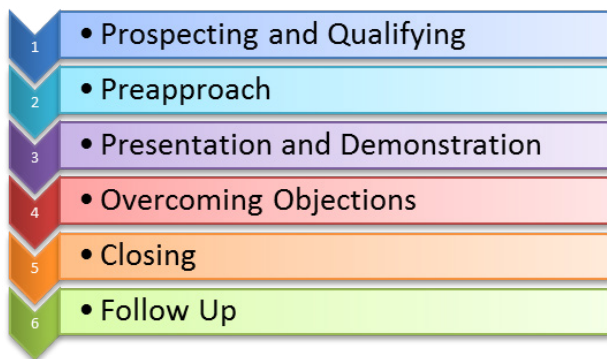 1 • Prospecting and Qualifying
2 • Preapproach
3 • Presentation and Demonstration
4 • Overcoming Objections
5 • Closing
6 • Follow Up